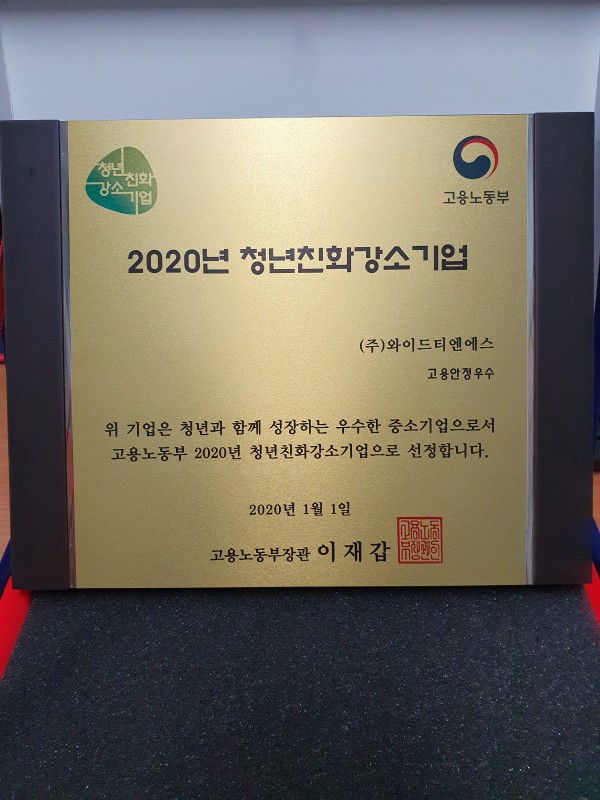 청년
친화
강소
기업
고용노동부
2020년 청년친화강소기업
(주)와이드티엔에스
고용안정우수
위 기업은 청년과 함께 성장하는 우수한 중소기업으로서
고용노동부 2020년 청년친화강소기업으로 선정합니다.
2020년 1월 1일
고용노동부장관 이재갑